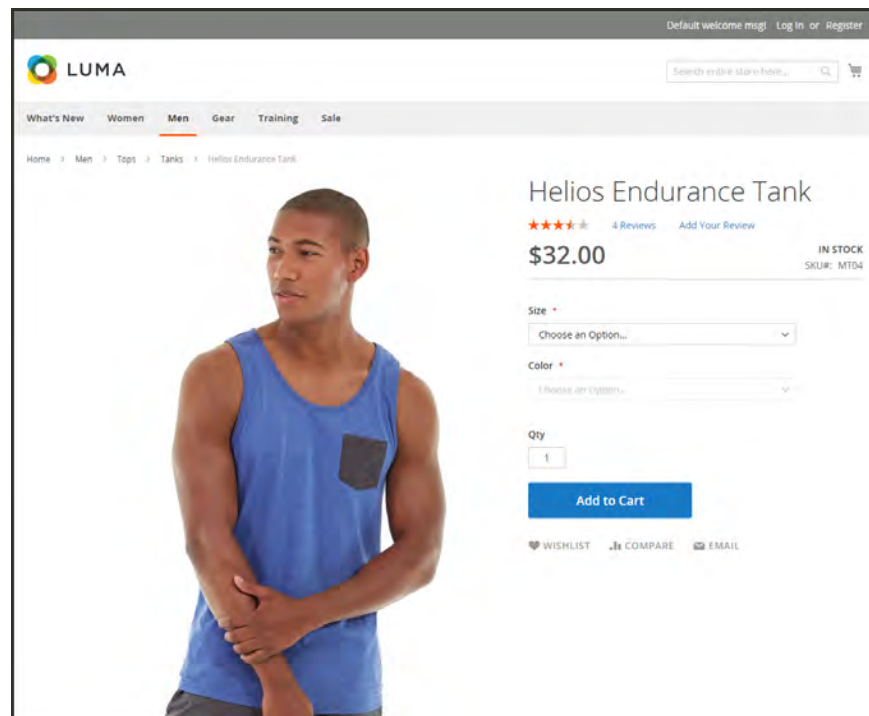 Default welcome msg! Log In or Register
LUMA
Search entire store here...
What's New Women Men Gear Training Sale
Home > Men > Tops > Tanks > Helios Endurance Tank
Helios Endurance Tank
4 Reviews Add Your Review
$32.00
IN STOCK
SKU#: MT04
Size *
Choose an Option...
Color *
Choose an Option...
Qty
1
Add to Cart
WISHLIST COMPARE EMAIL